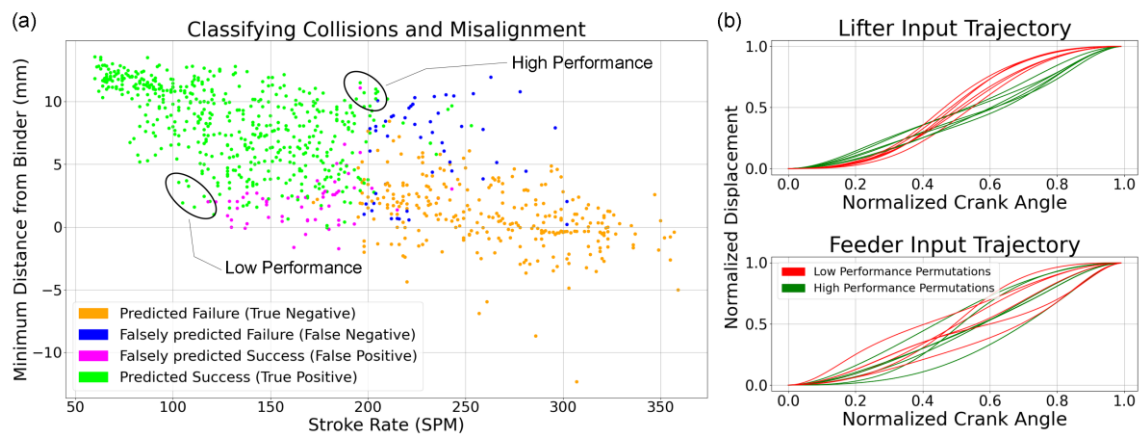 (a)
Classifying Collisions and Misalignment
Minimum Distance from Binder (mm)
10
5
0
−5
−10
High Performance
Low Performance
Predicted Failure (True Negative)
Falsely predicted Failure (False Negative)
Falsely predicted Success (False Positive)
Predicted Success (True Positive)
50 100 150 200 250 300 350
Stroke Rate (SPM)
(b)
Lifter Input Trajectory
Normalized Displacement
1.0
0.5
0.0
0.0 0.2 0.4 0.6 0.8 1.0
Normalized Crank Angle
Feeder Input Trajectory
1.0
0.5
0.0
Low Performance Permutations
High Performance Permutations
0.0 0.2 0.4 0.6 0.8 1.0
Normalized Crank Angle